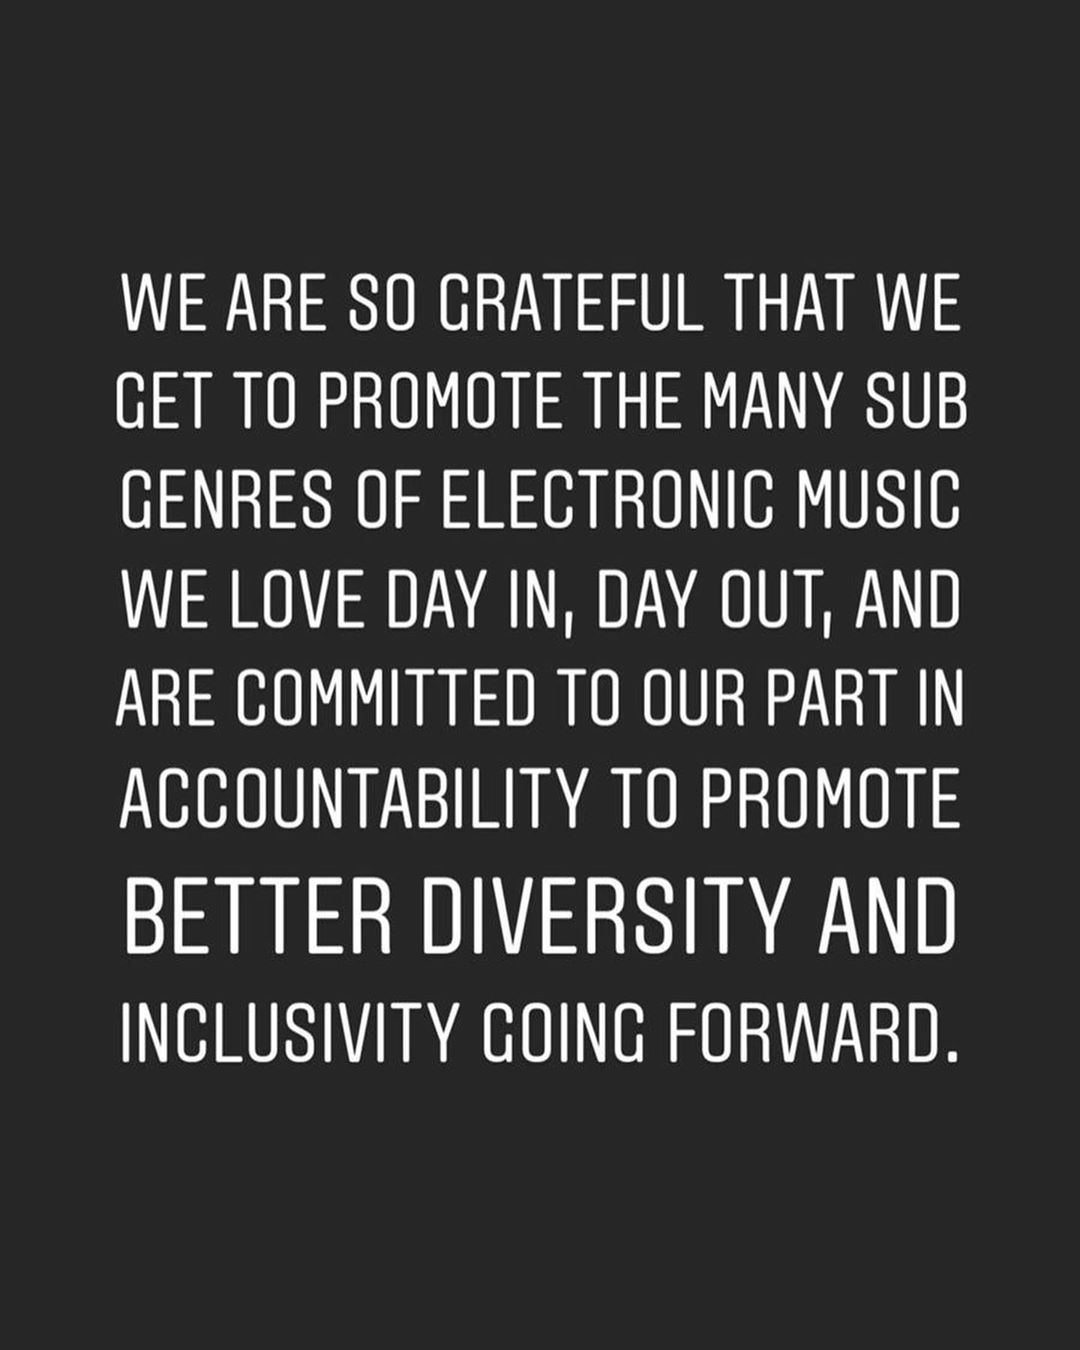 WE ARE SO GRATEFUL THAT WE
GET TO PROMOTE THE MANY SUB
GENRES OF ELECTRONIC MUSIC
WE LOVE DAY IN, DAY OUT, AND
ARE COMMITTED TO OUR PART IN
ACCOUNTABILITY TO PROMOTE
BETTER DIVERSITY AND
INCLUSIVITY GOING FORWARD.